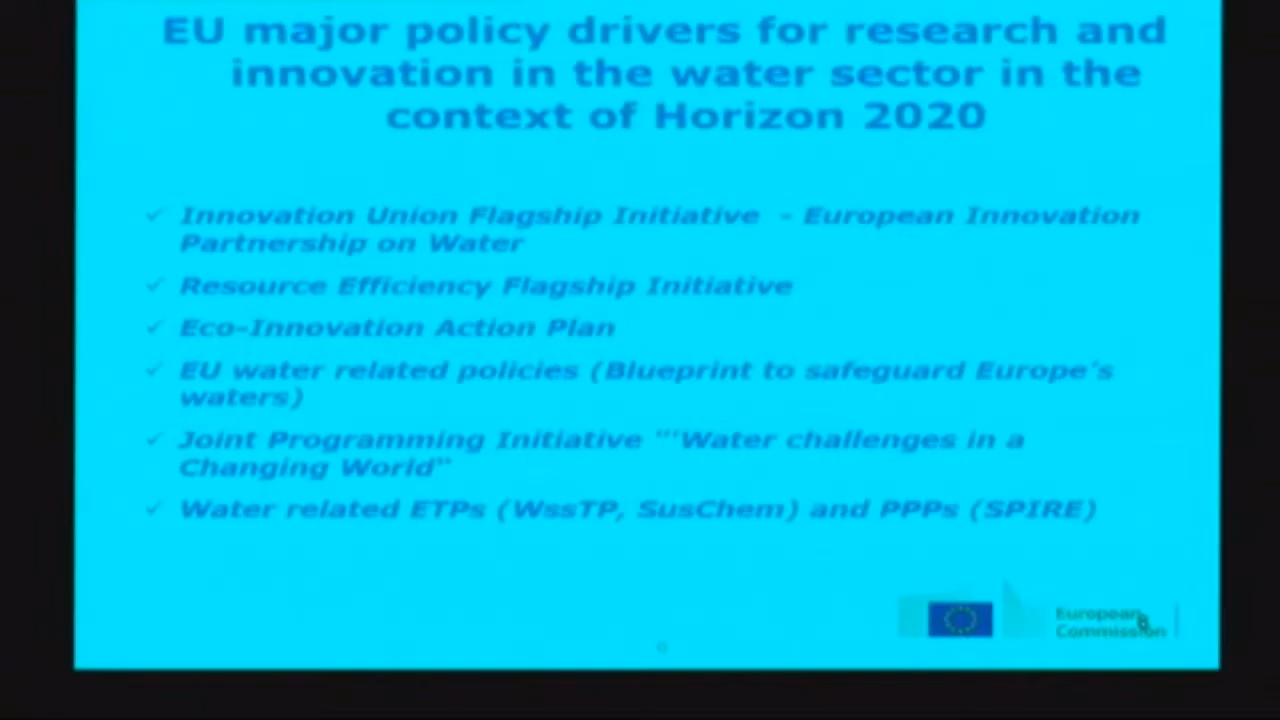 EU major policy drivers for research and
innovation in the water sector in the
context of Horizon 2020
✓ Innovation Union Flagship Initiative - European Innovation
Partnership on Water
✓ Resource Efficiency Flagship Initiative
✓ Eco-Innovation Action Plan
✓ EU water related policies (Blueprint to safeguard Europe's
waters)
✓ Joint Programming Initiative "'Water challenges in a
Changing World"
✓ Water related ETPs (WssTP, SusChem) and PPPs (SPIRE)
European
Commission